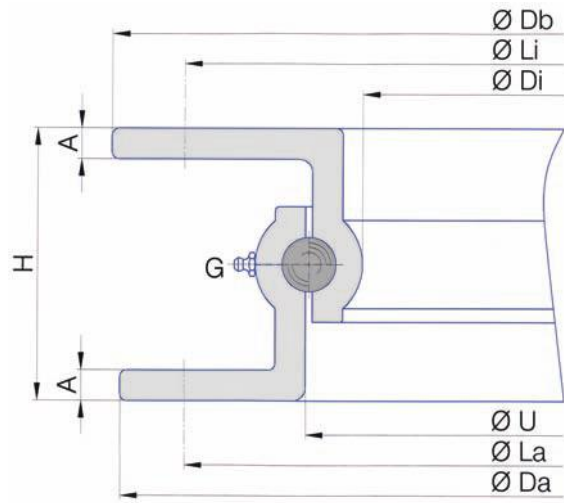 Ø Db
Ø Li
Ø Di
A
H
G
A
Ø U
Ø La
Ø Da